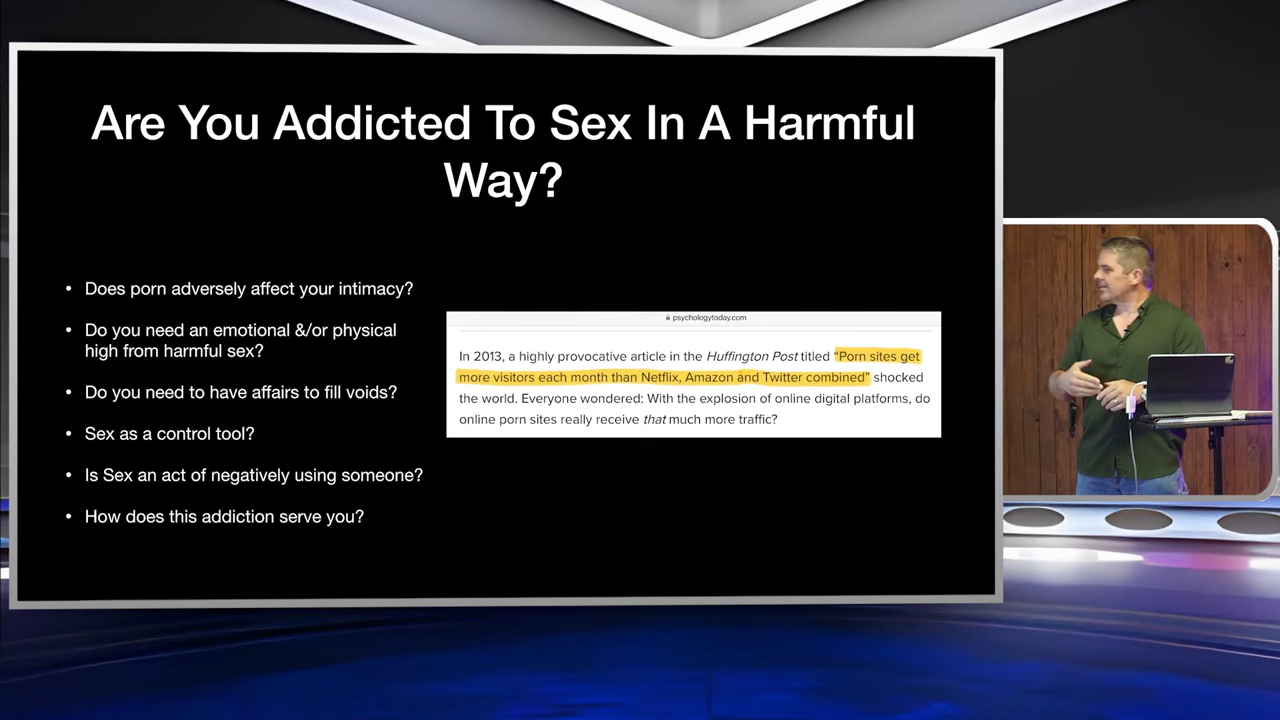 Are You Addicted To Sex In A Harmful
Way?
• Does porn adversely affect your intimacy?
• Do you need an emotional &/or physical
high from harmful sex?
• Do you need to have affairs to fill voids?
• Sex as a control tool?
• Is Sex an act of negatively using someone?
• How does this addiction serve you?
psychologytoday.com
In 2013, a highly provocative article in the Huffington Post titled “Porn sites get
more visitors each month than Netflix, Amazon and Twitter combined” shocked
the world. Everyone wondered: With the explosion of online digital platforms, do
online porn sites really receive that much more traffic?